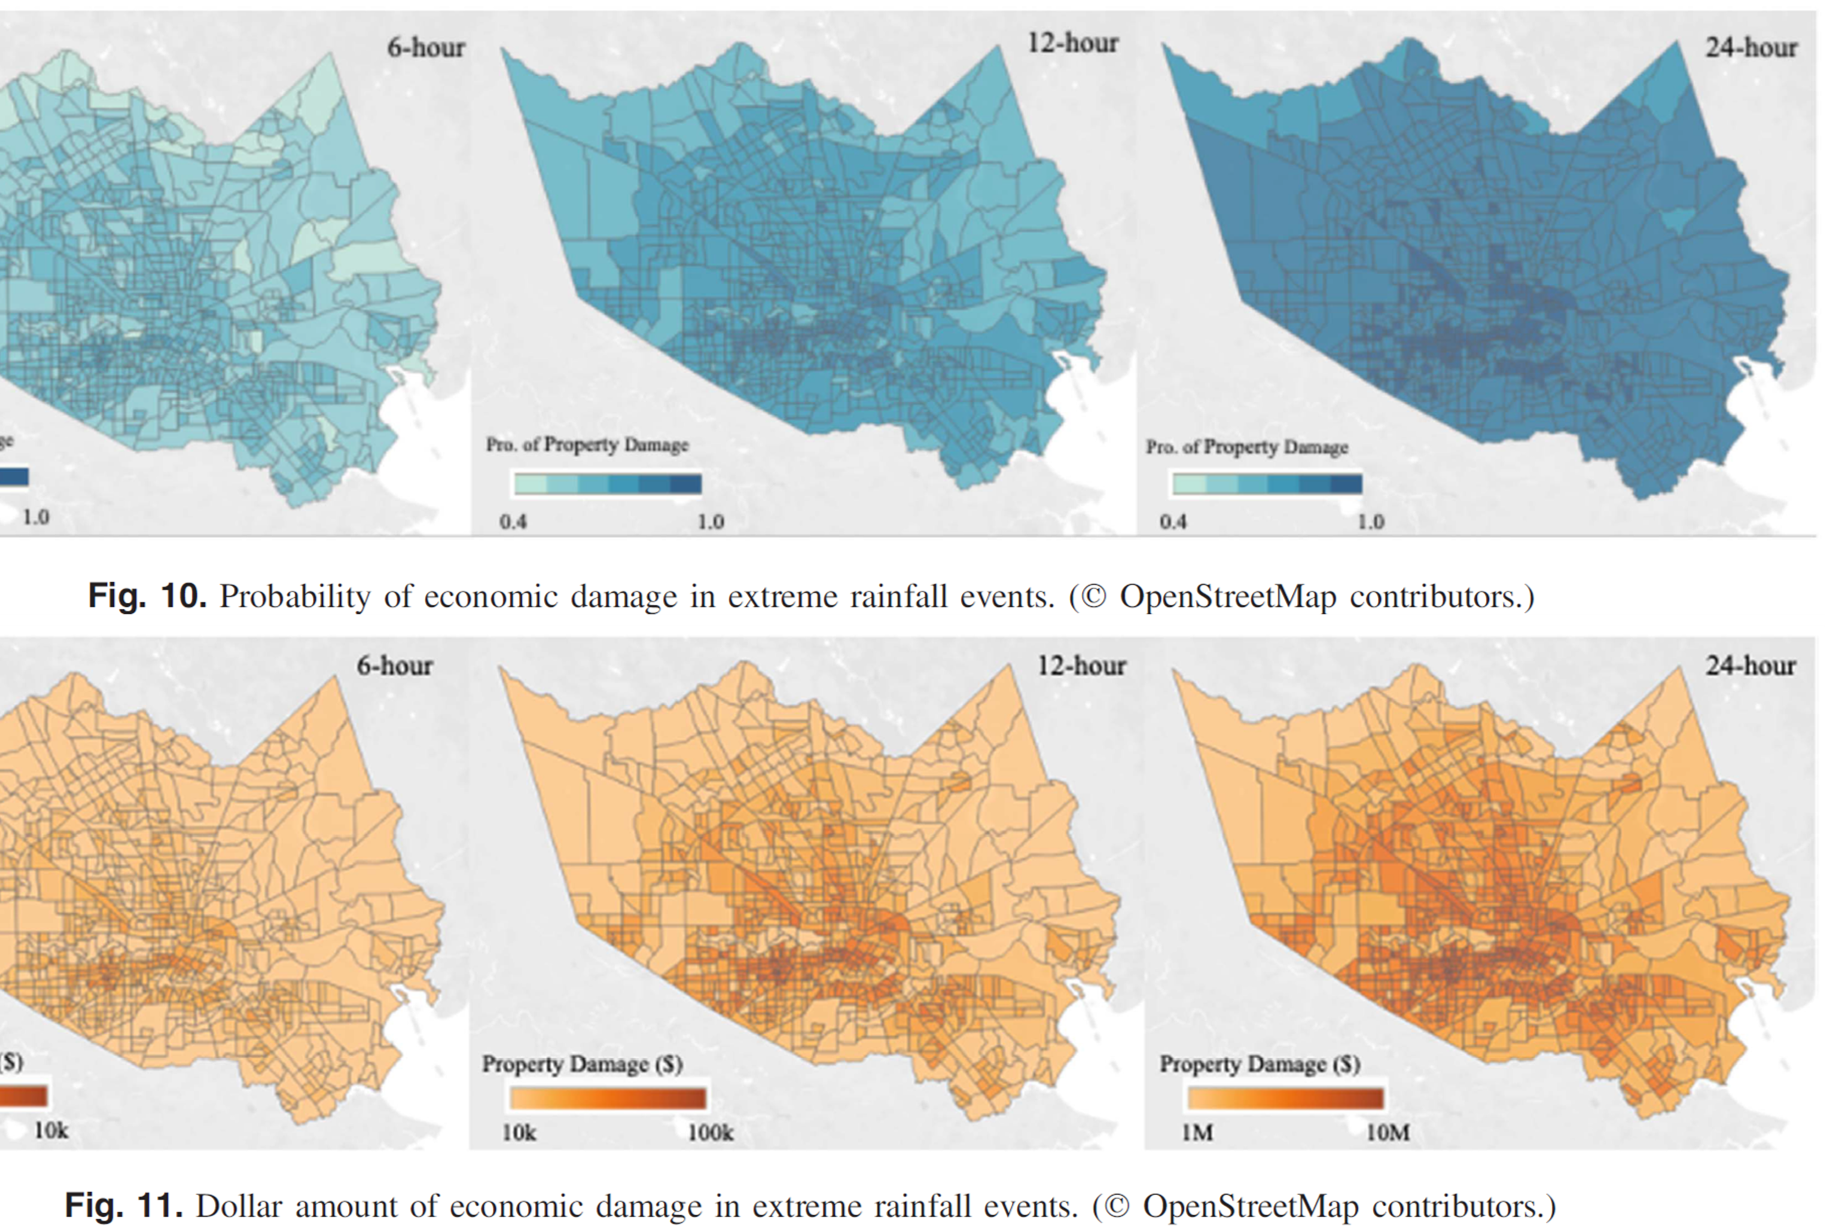 6-hour
12-hour
24-hour
ge
1.0
Pro. of Property Damage
0.4 1.0
Pro. of Property Damage
0.4 1.0
Fig. 10. Probability of economic damage in extreme rainfall events. (© OpenStreetMap contributors.)
6-hour
12-hour
24-hour
($)
10k
Property Damage ($)
10k 100k
Property Damage ($)
1M 10M
Fig. 11. Dollar amount of economic damage in extreme rainfall events. (© OpenStreetMap contributors.)